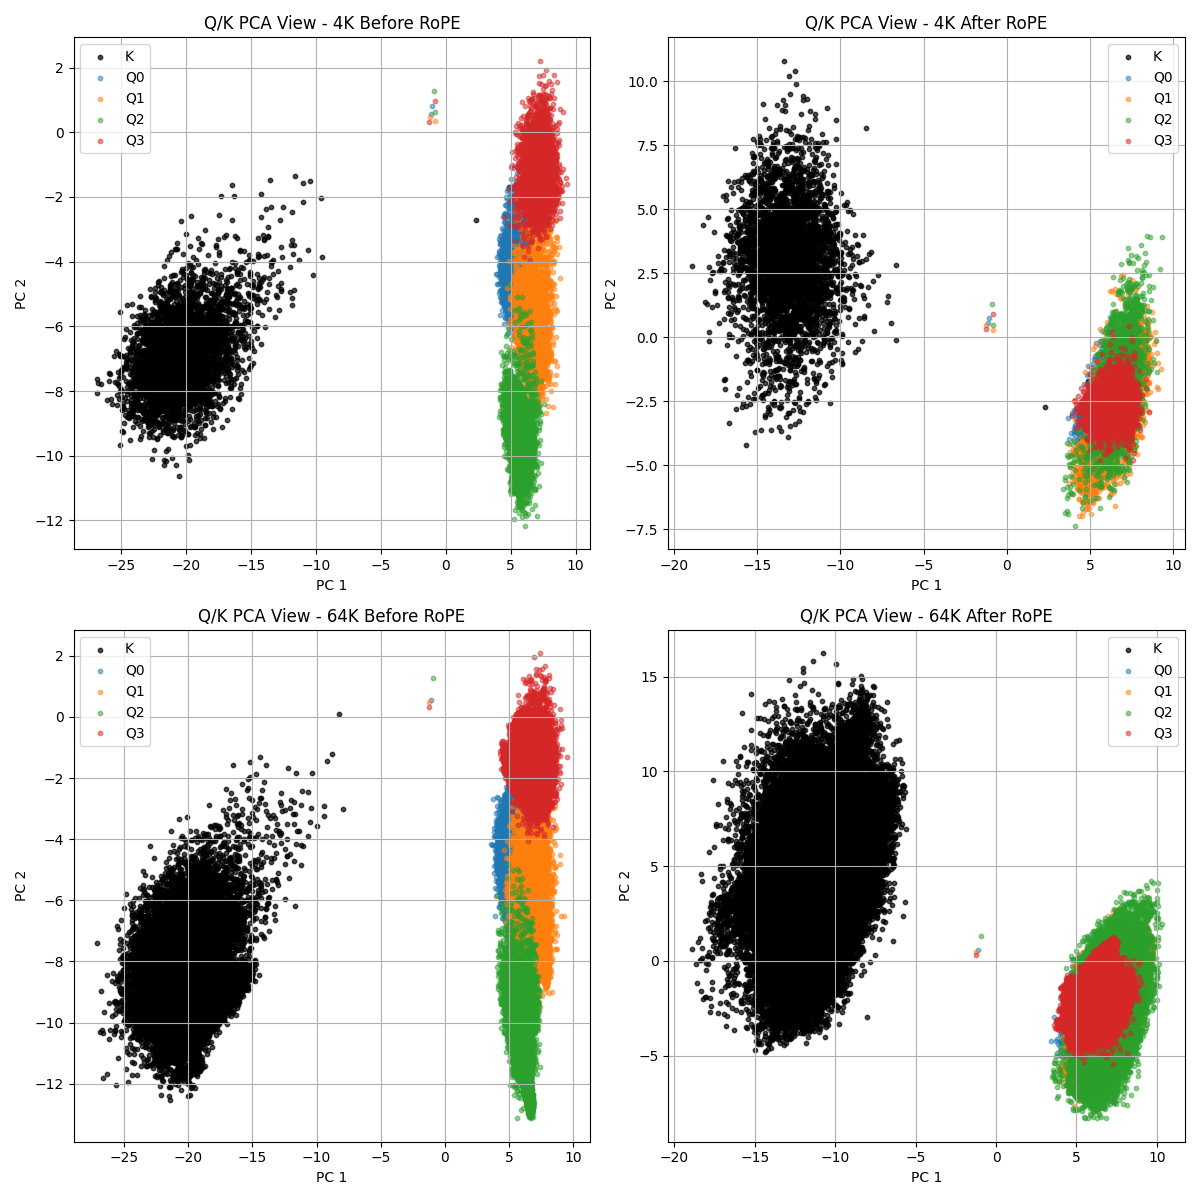 Q/K PCA View - 4K Before RoPE
K
Q0
Q1
Q2
Q3
2
0
−2
−4
−6
−8
−10
−12
PC 2
−25 −20 −15 −10 −5 0 5 10
PC 1
Q/K PCA View - 4K After RoPE
K
Q0
Q1
Q2
Q3
10.0
7.5
5.0
2.5
0.0
−2.5
−5.0
−7.5
PC 2
−20 −15 −10 −5 0 5 10
PC 1
Q/K PCA View - 64K Before RoPE
K
Q0
Q1
Q2
Q3
2
0
−2
−4
−6
−8
−10
−12
PC 2
−25 −20 −15 −10 −5 0 5 10
PC 1
Q/K PCA View - 64K After RoPE
K
Q0
Q1
Q2
Q3
15
10
5
0
−5
PC 2
−20 −15 −10 −5 0 5 10
PC 1